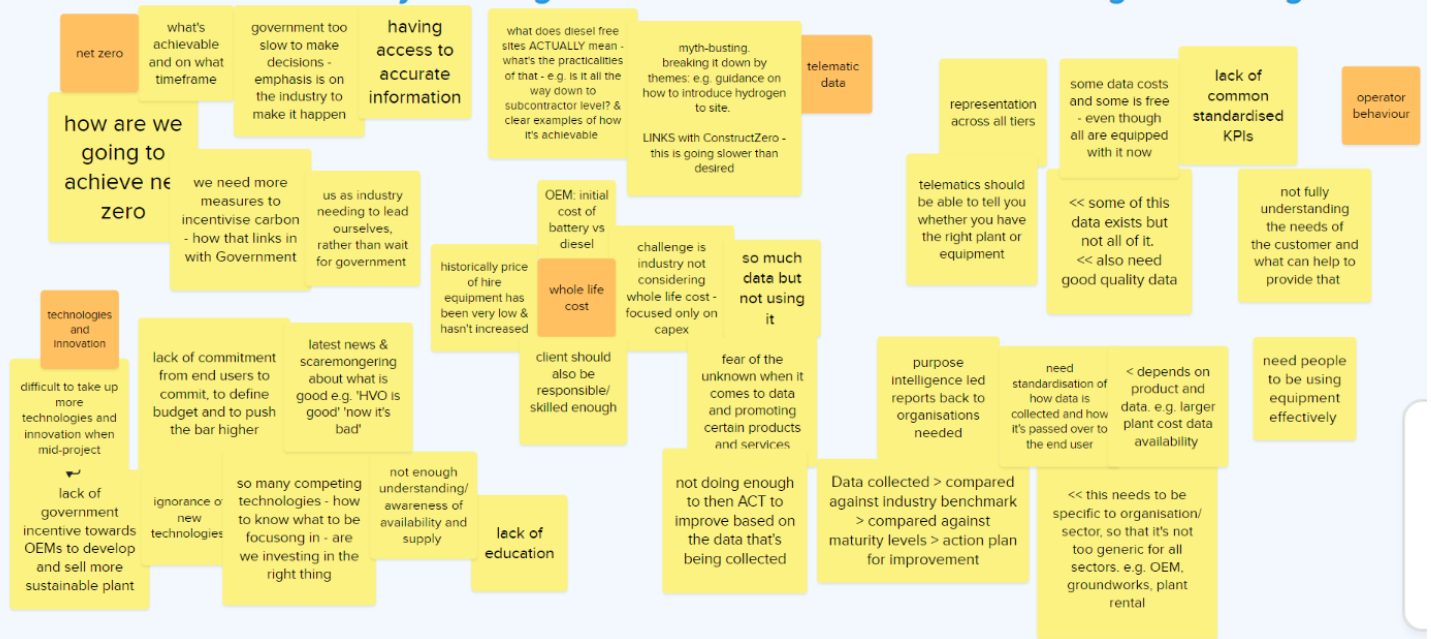 net zero
what's
achievable
and on what
timeframe
government too
slow to make
decisions -
emphasis is on
the industry to
make it happen
having
access to
accurate
information
how are we
going to
achieve ne
zero
we need more
measures to
incentivise carbon
- how that links in
with Government
us as industry
needing to lead
ourselves,
rather than wait
for government
what does diesel free
sites ACTUALLY mean -
what's the practicalities
of that - e.g. is it all the
way down to
subcontractor level? &
clear examples of how
it's achievable
myth-busting.
breaking it down by
themes: e.g. guidance on
how to introduce hydrogen
to site.
LINKS with ConstructZero -
this is going slower than
desired
telematic
data
representation
across all tiers
some data costs
and some is free
- even though
all are equipped
with it now
lack of
common
standardised
KPIs
operator
behaviour
telematics should
be able to tell you
whether you have
the right plant or
equipment
<< some of this
data exists but
not all of it.
<< also need
good quality data
not fully
understanding
the needs of
the customer and
what can help to
provide that
OEM: initial
cost of
battery vs
diesel
historically price
of hire
equipment has
been very low &
hasn't increased
whole life
cost
challenge is
industry not
considering
whole life cost -
focused only on
capex
so much
data but
not using
it
client should
also be
responsible/
skilled enough
fear of the
unknown when it
comes to data
and promoting
certain products
and services
technologies
and
innovation
difficult to take up
more
technologies and
innovation when
mid-project
lack of commitment
from end users to
commit, to define
budget and to push
the bar higher
latest news &
scaremongering
about what is
good e.g. 'HVO is
good' 'now it's
bad'
purpose
intelligence led
reports back to
organisations
needed
need
standardisation of
how data is
collected and how
it's passed over to
the end user
< depends on
product and
data. e.g. larger
plant cost data
availability
need people
to be using
equipment
effectively
lack of
government
incentive towards
OEMs to develop
and sell more
sustainable plant
ignorance of
new
technologies
so many competing
technologies - how
to know what to be
focusong in - are
we investing in the
right thing
not enough
understanding/
awareness of
availability and
supply
lack of
education
not doing enough
to then ACT to
improve based on
the data that's
being collected
Data collected > compared
against industry benchmark
> compared against
maturity levels > action plan
for improvement
<< this needs to be
specific to organisation/
sector, so that it's not
too generic for all
sectors. e.g. OEM,
groundworks, plant
rental